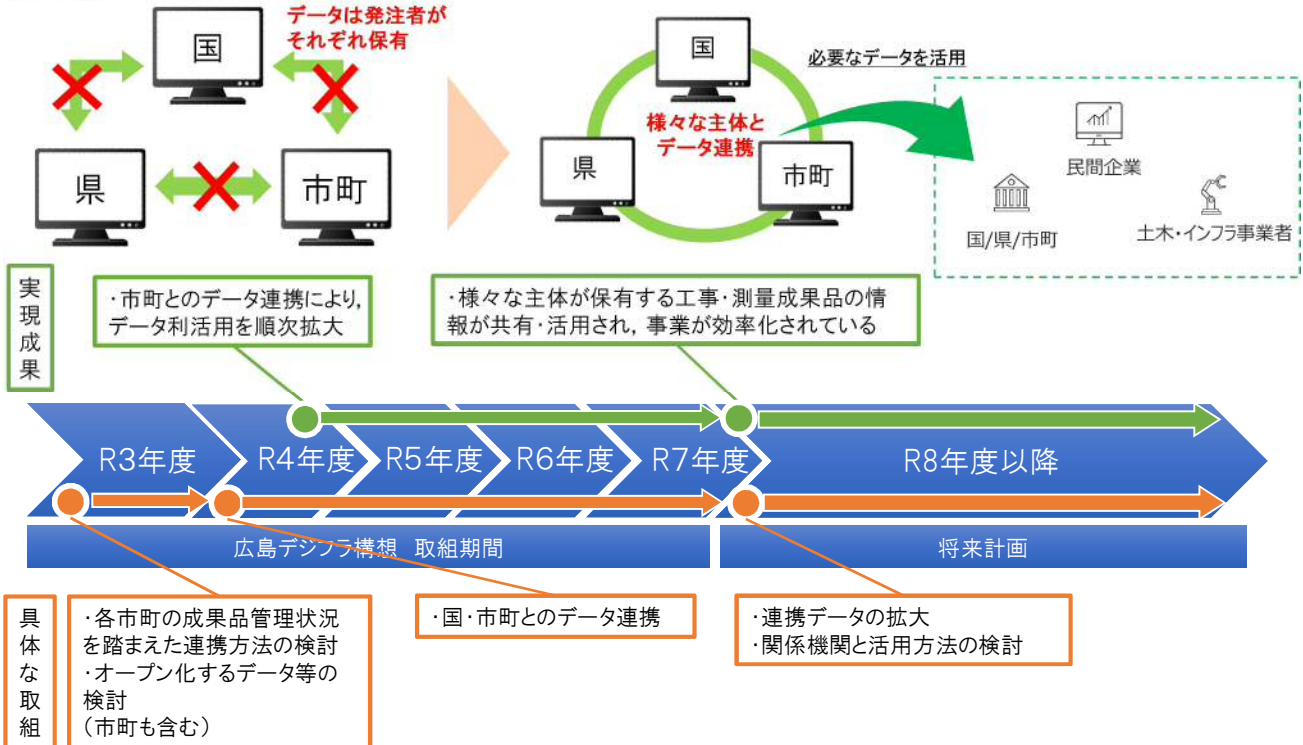 データは発注者が
それぞれ保有
国
県
市町
国
県
市町
様々な主体と
データ連携
必要なデータを活用
民間企業
国/県/市町
土木・インフラ事業者
実
現
成
果
・市町とのデータ連携により,
データ利活用を順次拡大
・様々な主体が保有する工事・測量成果品の情
報が共有・活用され, 事業が効率化されている
R3年度
R4年度
R5年度
R6年度
R7年度
R8年度以降
広島デジフラ構想 取組期間
将来計画
具
体
な
取
組
・各市町の成果品管理状況
を踏まえた連携方法の検討
・オープン化するデータ等の
検討
(市町も含む)
・国・市町とのデータ連携
・連携データの拡大
・関係機関と活用方法の検討